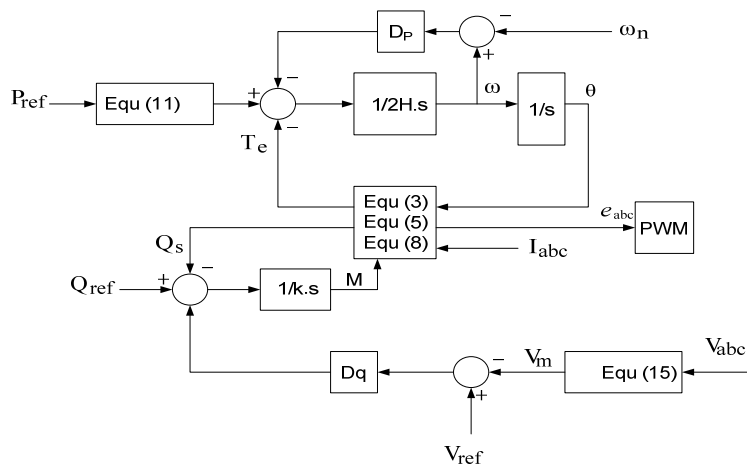 D_P
−
+
ω_n
−
P_ref
Equ (11)
+
−
T_e
1/2H.s
ω
1/s
θ
Equ (3)
Equ (5)
Equ (8)
e_abc
PWM
I_abc
Q_s
−
Q_ref
+
1/k.s
M
Dq
−
+
V_m
Equ (15)
V_abc
V_ref